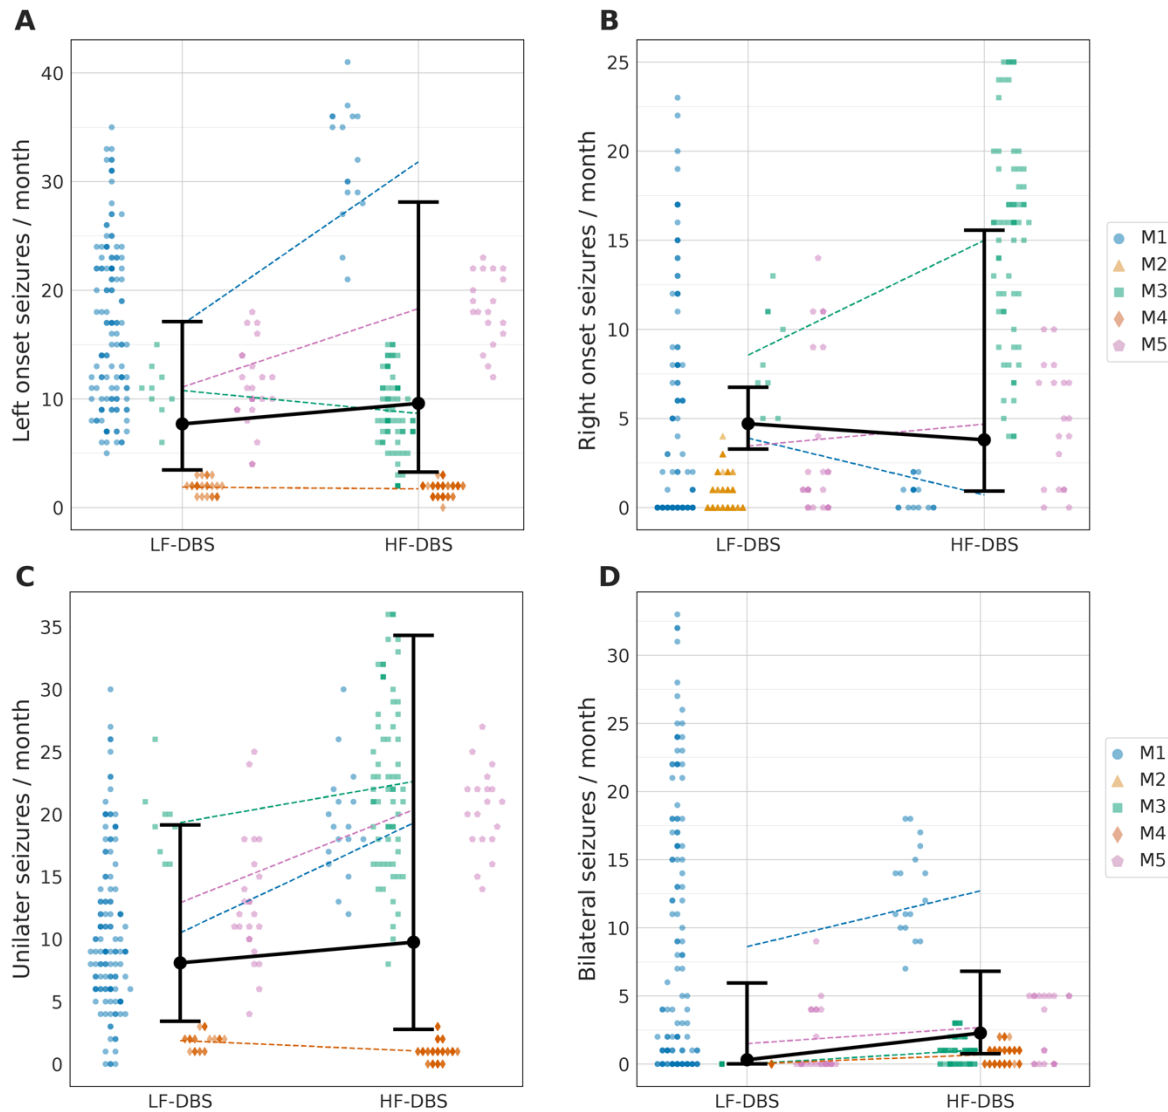 A
Left onset seizures / month
40
30
20
10
0
LF-DBS
HF-DBS
B
Right onset seizures / month
25
20
15
10
5
0
LF-DBS
HF-DBS
M1
M2
M3
M4
M5
C
Unilater seizures / month
35
30
25
20
15
10
5
0
LF-DBS
HF-DBS
D
Bilateral seizures / month
30
25
20
15
10
5
0
LF-DBS
HF-DBS
M1
M2
M3
M4
M5